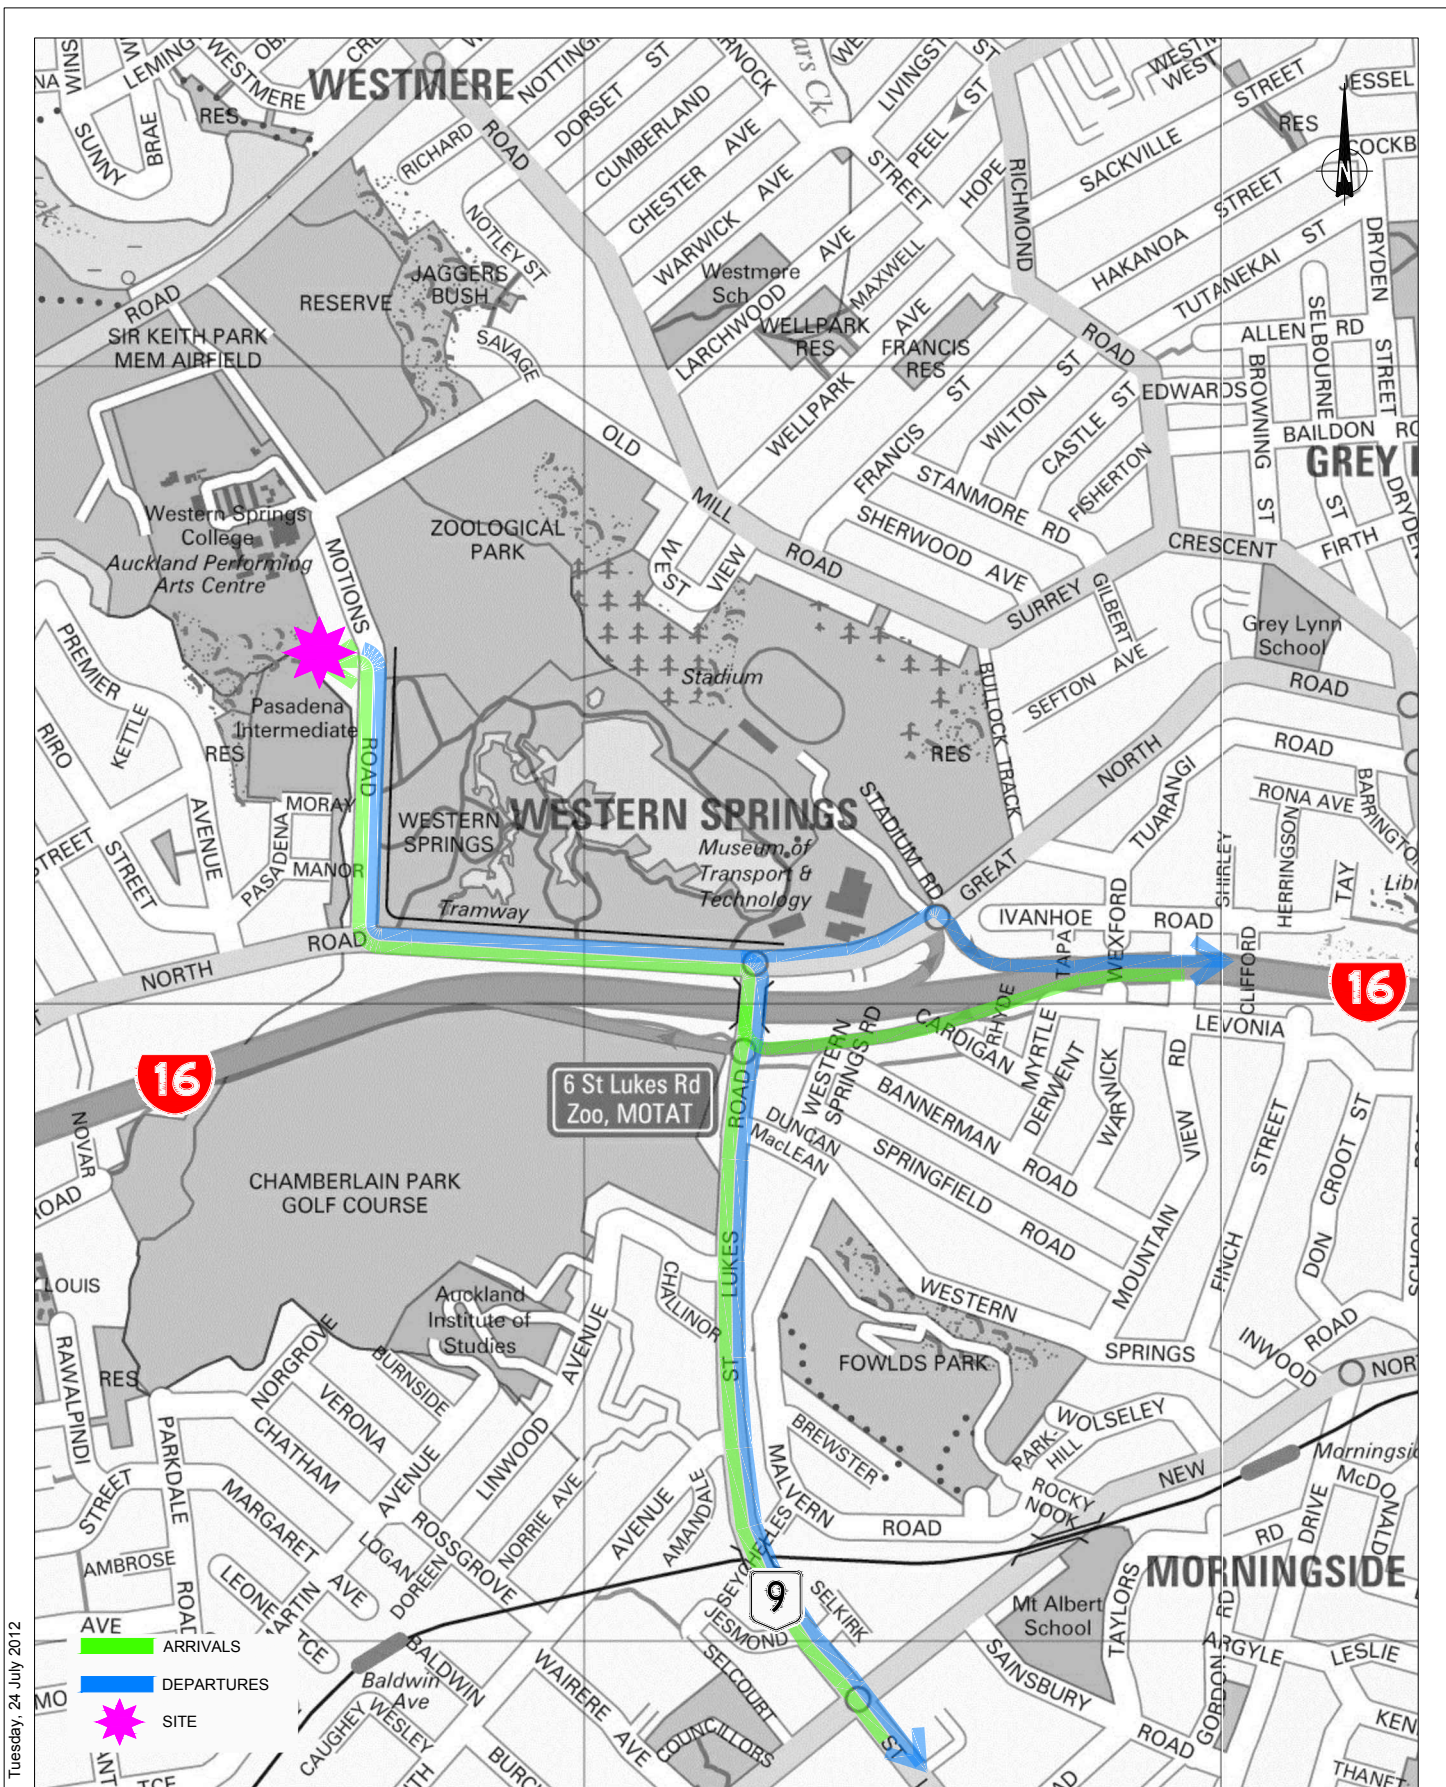 WESTMERE
LEMING
WESTMERE
RES
SUNNY
BRAE
RICHARD
ROAD
NOTTING
DORSET ST
CUMBERLAND
CHESTER AVE
WARWICK AVE
NOTLEY ST
LIVINGST
PEEL ST
STREET
HOPE
RICHMOND
SACKVILLE STREET
WEST
RES
JESSEL
COCKB
N
HAKANOA STREET
TUTANEKAI ST
DRYDEN
STREET
JAGGERS
BUSH
RESERVE
ROAD
SIR KEITH PARK
MEM AIRFIELD
SAVAGE
Westmere
Sch
LARCHWOOD AVE
MAXWELL
WELLPARK
RES
WELLPARK AVE
FRANCIS
RES
FRANCIS ST
WILTON ST
CASTLE ST
FISHERTON
ROAD
EDWARDS
ALLEN RD
SELBOURNE
ST
BROWNING
ST
BAILDON RO
GREY
DRYDEN
FIRTH
OLD
MILL
ROAD
STANMORE RD
SHERWOOD AVE
SURREY
CRESCENT
GILBERT
SEFTON AVE
Grey Lynn
School
Western Springs
College
Auckland Performing
Arts Centre
ZOOLOGICAL
PARK
WEST
VIEW
MOTIONS
ROAD
Stadium
BULLOCK TRACK
RES
PREMIER
AVENUE
KETTLE
RIRO
STREET
STREET
Pasadena
Intermediate
RES
MORAY
PASADENA
MANOR
WESTERN
SPRINGS
WESTERN SPRINGS
Museum of
Transport &
Technology
Tramway
STADIUM RD
GREAT
NORTH
ROAD
TUARANGI
ROAD
RONA AVE
BARRINGTO
SHIRLEY
HERRINGSON
TAY
Libr
IVANHOE ROAD
TAPA
WEXFORD
CLIFFORD
NORTH
ROAD
16
16
6 St Lukes Rd
Zoo, MOTAT
CARDIGAN
RHYDE
MYRTLE
DERWENT
WARWICK
LEVONIA
WESTERN
SPRINGS RD
BANNERMAN
ROAD
DUNCAN
MacLEAN
SPRINGFIELD
ROAD
MOUNTAIN
VIEW
RD
FINCH
STREET
DON CROOT ST
NOVAR
ROAD
CHAMBERLAIN PARK
GOLF COURSE
LOUIS
Auckland
Institute of
Studies
ST
LUKES
ROAD
CHALLINOR
WESTERN
SPRINGS
INWOOD
ROAD
NOR
FOWLDS PARK
RAWALPINDI
RES
NORGROVE
BURNSIDE
VERONA
CHATHAM
AVENUE
LINWOOD
AVENUE
BREWSTER
WOLSELEY
PARK-
HILL
ROCKY
NOOK
NEW
PARKDALE
ROAD
STREET
MARGARET
AVE
AMBROSE
LEONE
TCE
MARTIN
LOGAN
DOREEN
ROSSGROVE
NORRIE AVE
AVENUE
AMANDALE
MALVERN
ROAD
SEYCHELLES
9
SELKIRK
JESMOND
SELCOURT
MORNINGSIDE
McDONALD
DRIVE
RD
Mt Albert
School
TAYLORS
SAINSBURY
ROAD
GORDON
RD
ARGYLE
LESLIE
KEN
THANET
AVE
BALDWIN
Baldwin
Ave
WESLEY
CAUGHEY
WAIRERE AVE
COUNCILLORS
ST
ARRIVALS
DEPARTURES
SITE
Tuesday, 24 July 2012